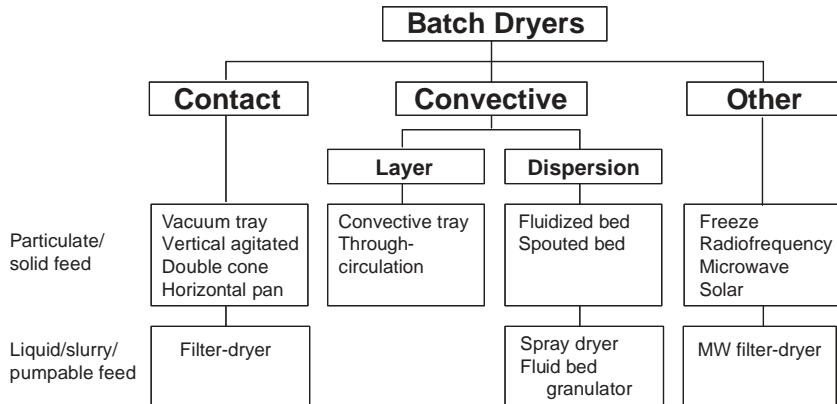 Batch Dryers
Contact
Convective
Other
Layer
Dispersion
Particulate/
solid feed
Vacuum tray
Vertical agitated
Double cone
Horizontal pan
Convective tray
Through-
circulation
Fluidized bed
Spouted bed
Freeze
Radiofrequency
Microwave
Solar
Liquid/slurry/
pumpable feed
Filter-dryer
Spray dryer
Fluid bed
granulator
MW filter-dryer